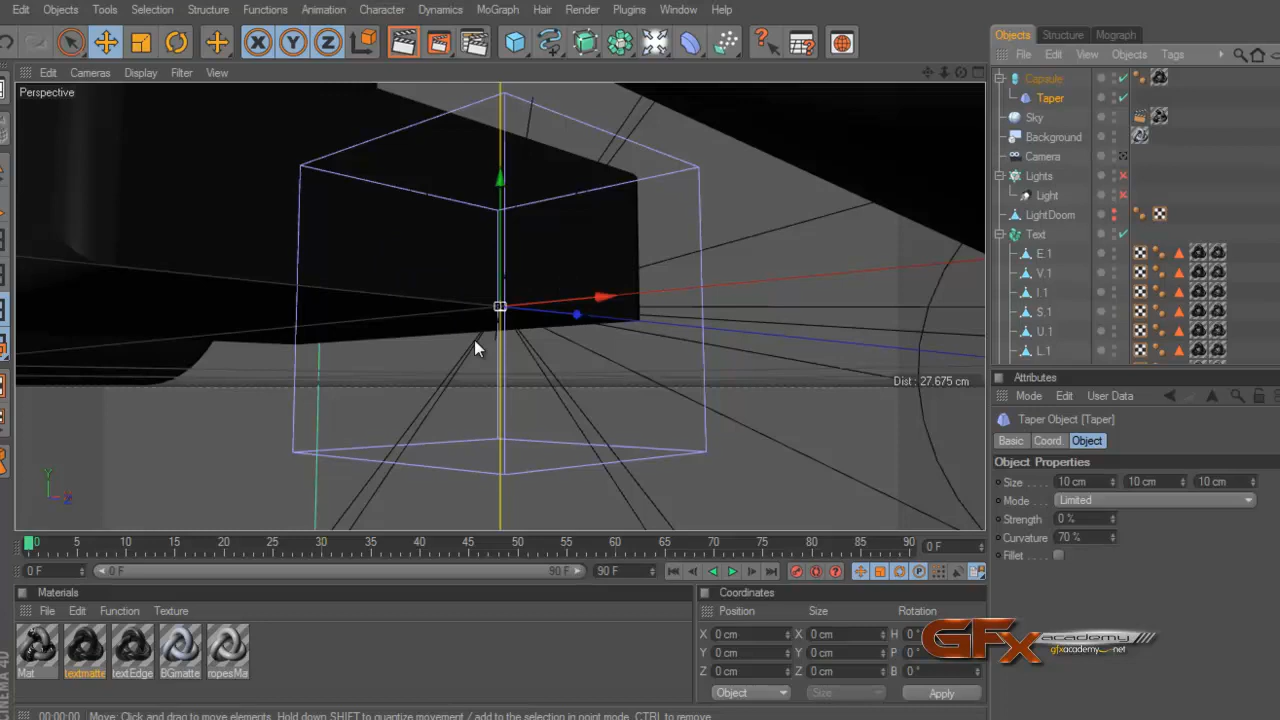 Edit Objects Tools Selection Structure Functions Animation Character Dynamics MoGraph Hair Render Plugins Window Help
X Y Z
Edit Cameras Display Filter View
Perspective
Dist : 27.675 cm
Y
0 5 10 15 20 25 30 35 40 45 50 55 60 65 70 75 80 85 90 0 F
0 F 0 F 90 F 90 F
Materials
File Edit Function Texture
Mat textmatte textEdge BGmatte ropesMa
CINEMA 4D
Coordinates
Position Size Rotation
X 0 cm X 0 cm H 0 °
Y 0 cm Y 0 cm P 0 °
Z 0 cm Z 0 cm B 0 °
Object Size Apply
00:00:00 Move: Click and drag to move elements. Hold down SHIFT to quantize movement / add to the selection in point mode, CTRL to remove.
Objects Structure Mograph
File Edit View Objects Tags
Capsule
Taper
Sky
Background
Camera
Lights
Light
LightDoom
Text
E.1
V.1
I.1
S.1
U.1
L.1
Attributes
Mode Edit User Data
Taper Object [Taper]
Basic Coord. Object
Object Properties
Size 10 cm 10 cm 10 cm
Mode Limited
Strength 0 %
Curvature 70 %
Fillet
GFx academy
gfxacademy.net